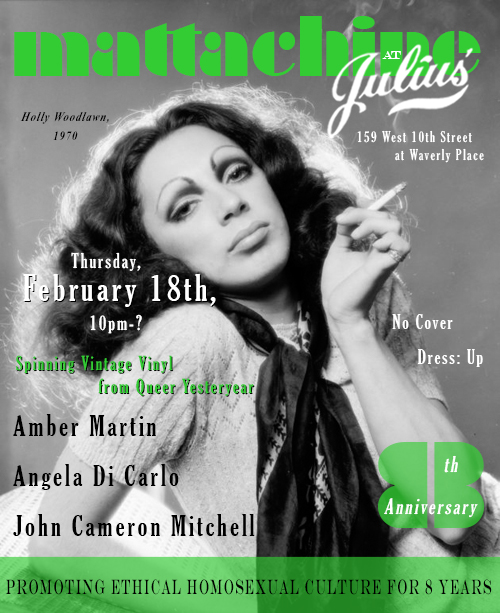 mattachine
AT
Julius'
159 West 10th Street
at Waverly Place
Holly Woodlawn,
1970
Thursday,
February 18th,
10pm-?
No Cover
Dress: Up
Spinning Vintage Vinyl
from Queer Yesteryear
Amber Martin
Angela Di Carlo
John Cameron Mitchell
8th
Anniversary
PROMOTING ETHICAL HOMOSEXUAL CULTURE FOR 8 YEARS